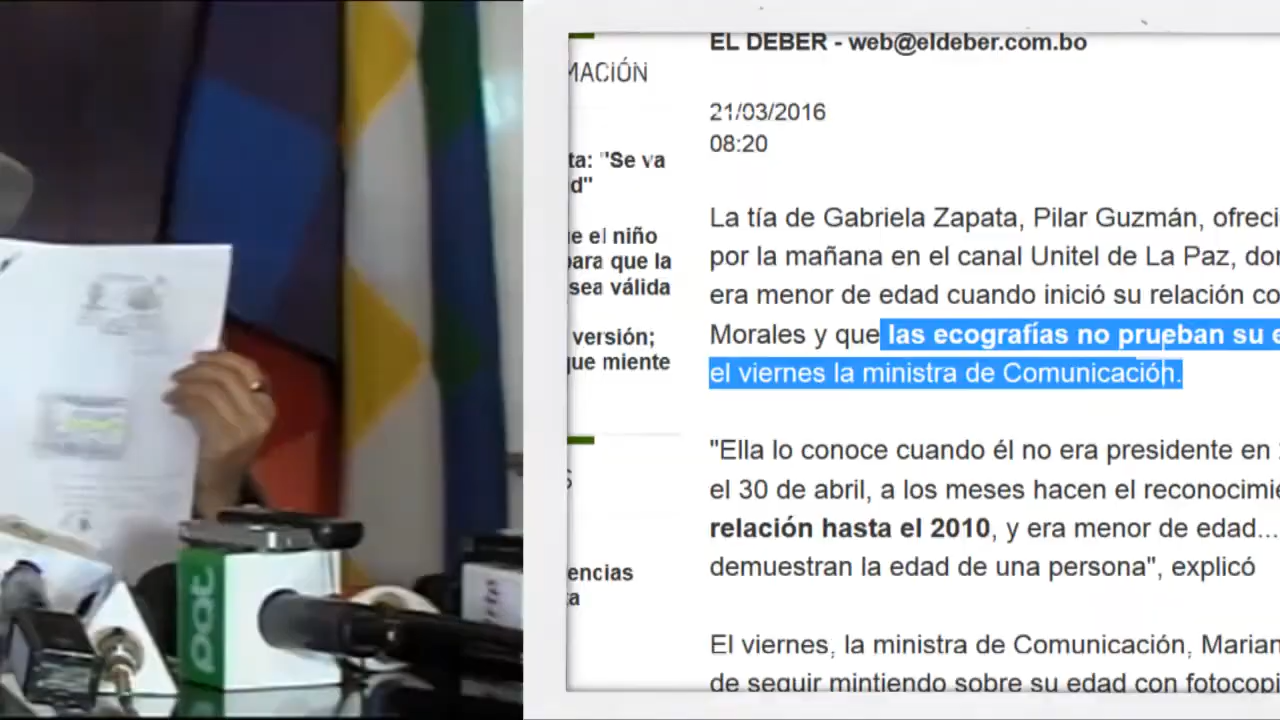 EL DEBER - web@eldeber.com.bo
MACIÓN
21/03/2016
08:20
ta: "Se va
d"
La tía de Gabriela Zapata, Pilar Guzmán, ofreci
ue el niño
por la mañana en el canal Unitel de La Paz, don
para que la
sea válida
era menor de edad cuando inició su relación co
versión;
Morales y que las ecografías no prueban su e
que miente
el viernes la ministra de Comunicación.
"Ella lo conoce cuando él no era presidente en
S
el 30 de abril, a los meses hacen el reconocimie
relación hasta el 2010, y era menor de edad...
encias
demuestran la edad de una persona", explicó
ta
El viernes, la ministra de Comunicación, Marian
de seguir mintiendo sobre su edad con fotocopi
pat